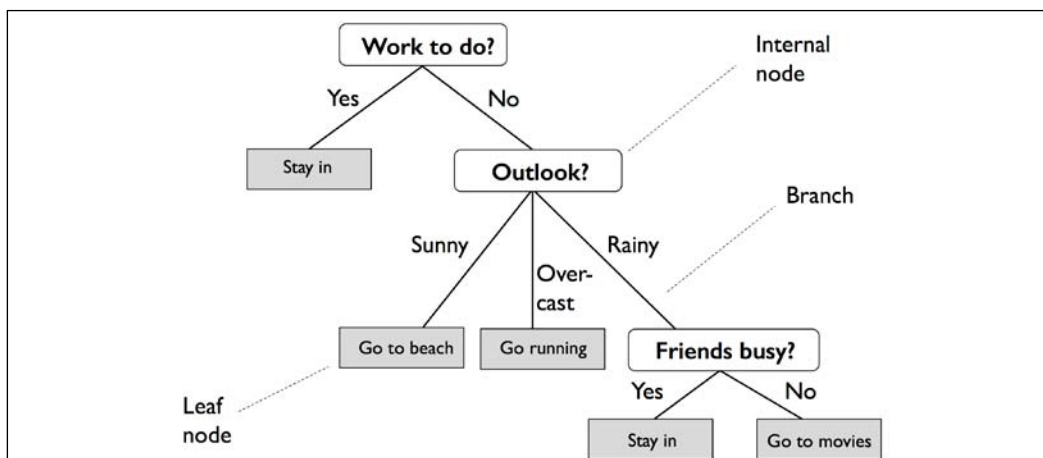 Work to do?
Internal
node
Yes
No
Stay in
Outlook?
Branch
Sunny
Rainy
Over-
cast
Go to beach
Go running
Friends busy?
Yes
No
Leaf
node
Stay in
Go to movies